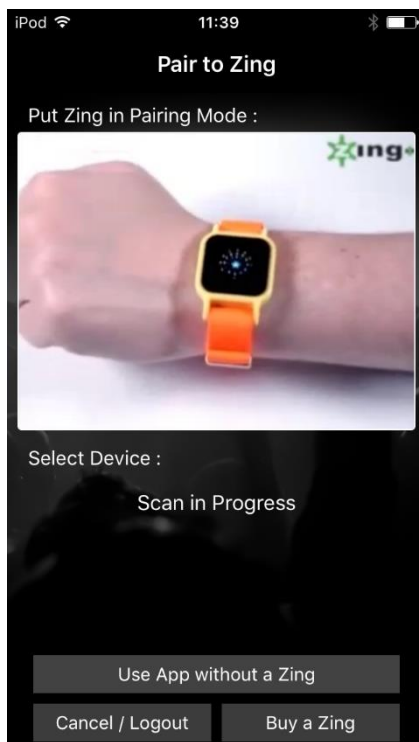 iPod 11:39
Pair to Zing
Put Zing in Pairing Mode :
Zing
Select Device :
Scan in Progress
Use App without a Zing
Cancel / Logout Buy a Zing